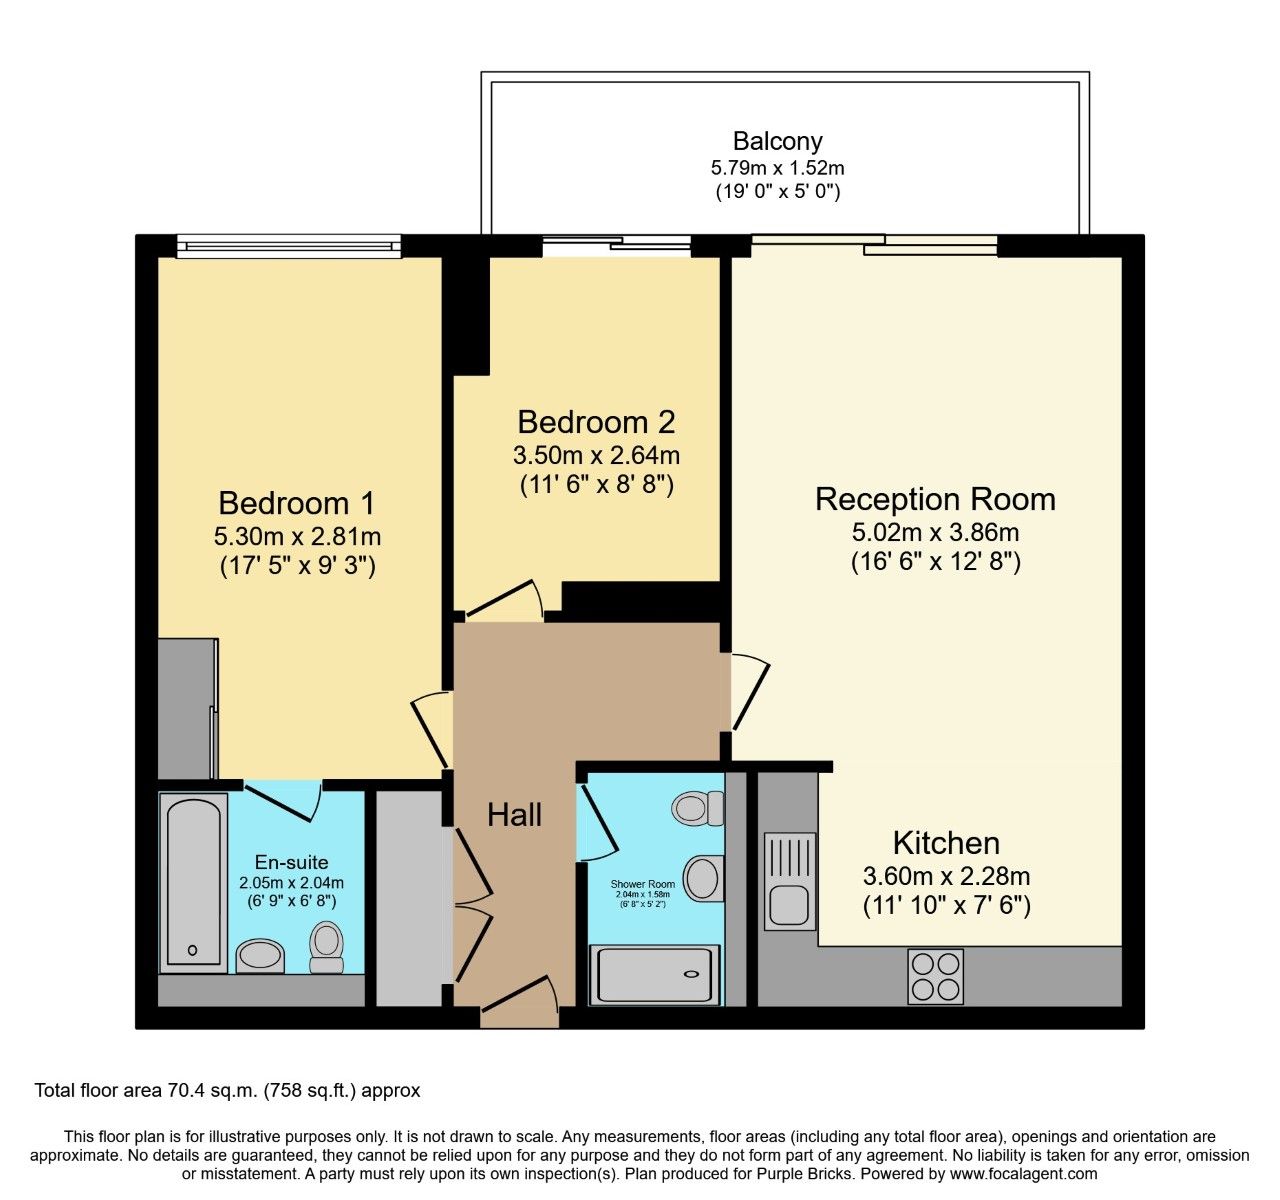 Balcony
5.79m x 1.52m
(19' 0" x 5' 0")
Bedroom 2
3.50m x 2.64m
(11' 6" x 8' 8")
Bedroom 1
5.30m x 2.81m
(17' 5" x 9' 3")
Reception Room
5.02m x 3.86m
(16' 6" x 12' 8")
Hall
Kitchen
3.60m x 2.28m
(11' 10" x 7' 6")
En-suite
2.05m x 2.04m
(6' 9" x 6' 8")
Shower Room
2.04m x 1.58m
(6' 8" x 5' 2")
Total floor area 70.4 sq.m. (758 sq.ft.) approx
This floor plan is for illustrative purposes only. It is not drawn to scale. Any measurements, floor areas (including any total floor area), openings and orientation are
approximate. No details are guaranteed, they cannot be relied upon for any purpose and they do not form part of any agreement. No liability is taken for any error, omission
or misstatement. A party must rely upon its own inspection(s). Plan produced for Purple Bricks. Powered by www.focalagent.com